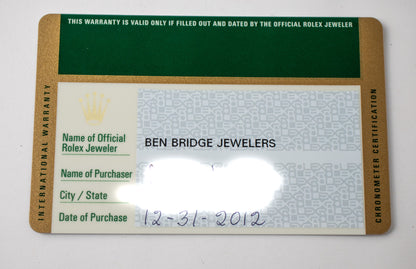 THIS WARRANTY IS VALID ONLY IF FILLED OUT AND DATED BY THE OFFICIAL ROLEX JEWELER
INTERNATIONAL WARRANTY
Name of Official
Rolex Jeweler
BEN BRIDGE JEWELERS
Name of Purchaser
City / State
Date of Purchase
12-31-2012
CHRONOMETER CERTIFICATION